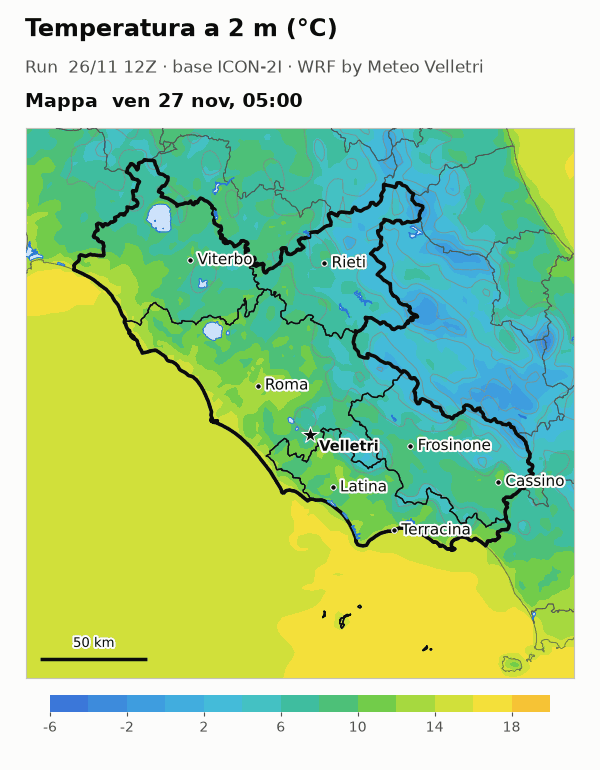 Temperatura a 2 m (°C)
Run  26/11 12Z · base ICON-2I · WRF by Meteo Velletri
Mappa  ven 27 nov, 05:00
Viterbo
Rieti
Roma
Velletri
Frosinone
Latina
Cassino
Terracina
50 km
-6 -2 2 6 10 14 18